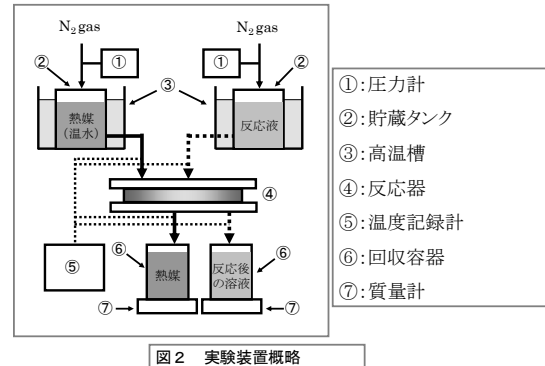 N₂gas
N₂gas
①
①
②
②
③
熱媒
(温水)
反応液
④
⑤
⑥
⑥
熱媒
反応後
の溶液
⑦
⑦
①:圧力計
②:貯蔵タンク
③:高温槽
④:反応器
⑤:温度記録計
⑥:回収容器
⑦:質量計
図2 実験装置概略